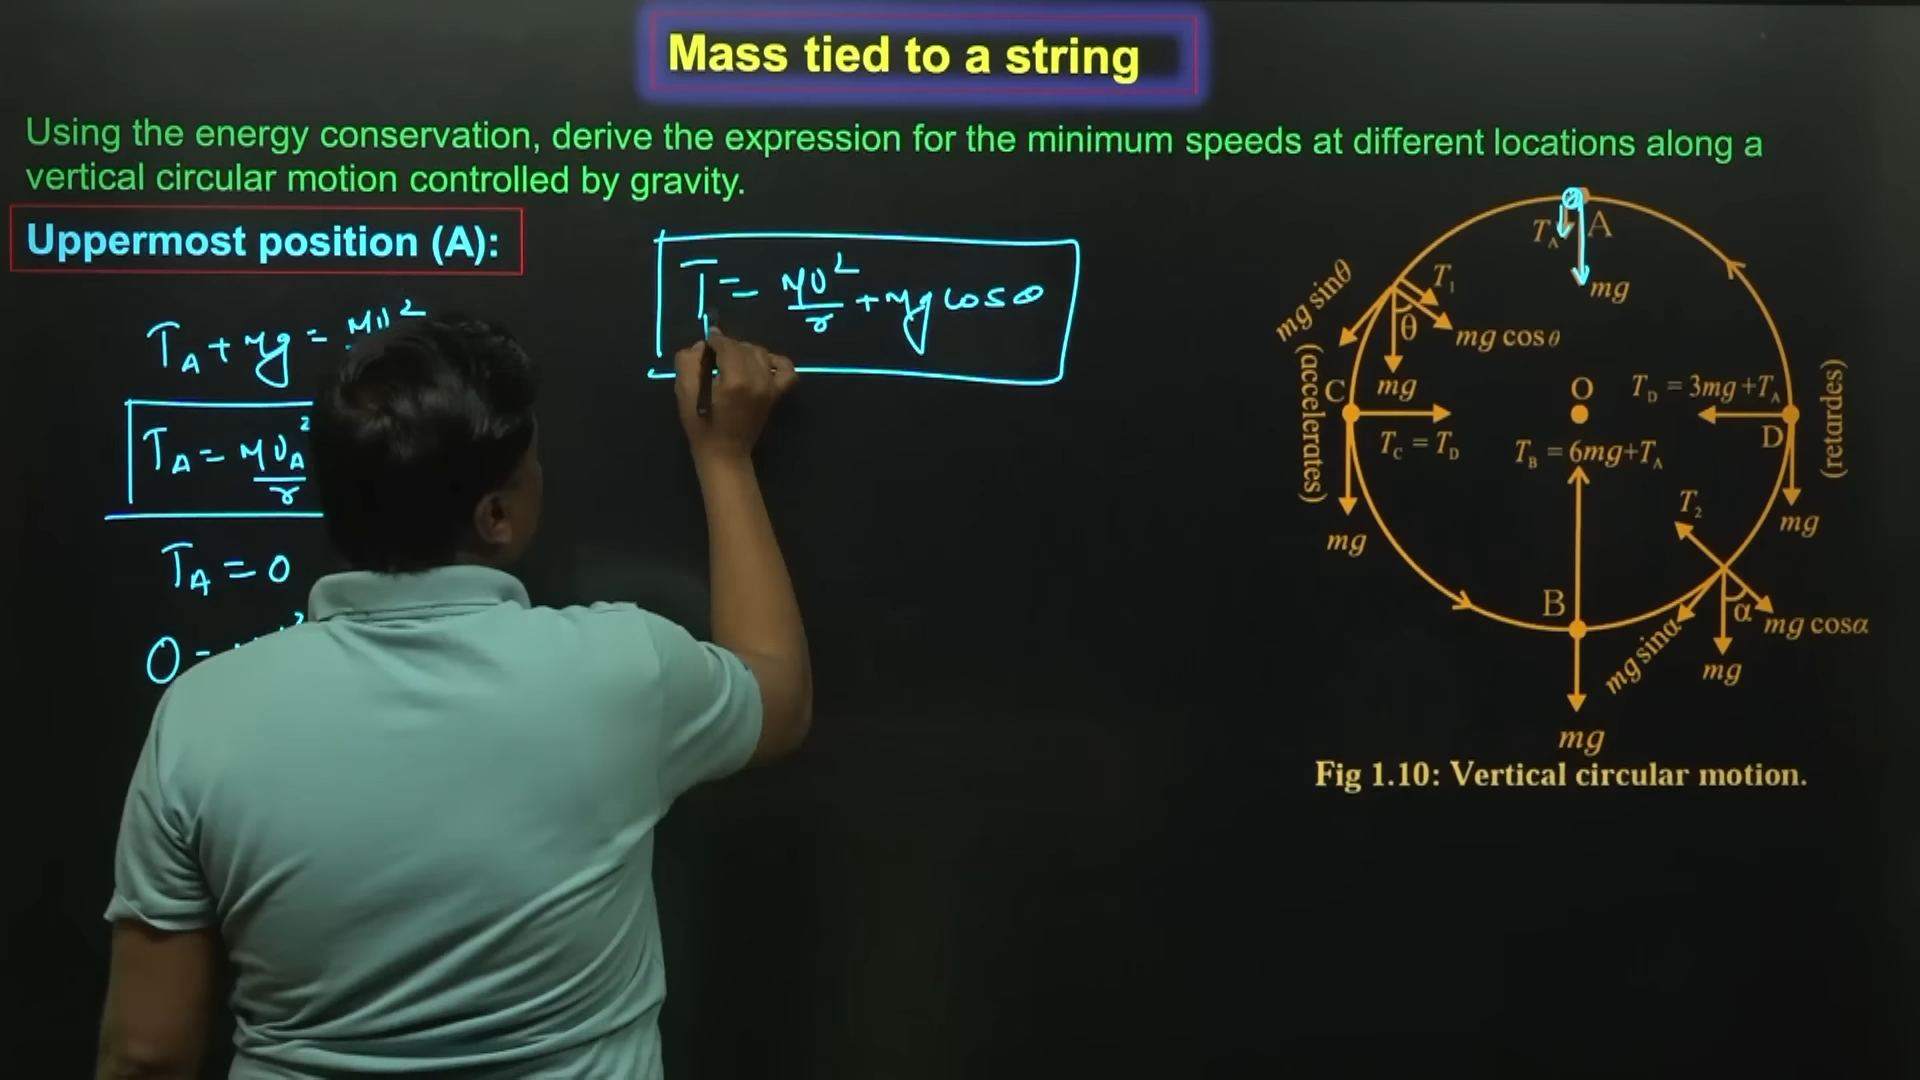 Mass tied to a string
Using the energy conservation, derive the expression for the minimum speeds at different locations along a
vertical circular motion controlled by gravity.
Uppermost position (A):
T_A + mg =
T_A = mv_A²/r
T_A = 0
0 =
T = mv²/r + mg cos θ
T_A A
mg
mg sinθ
T₁
θ
mg cosθ
(accelerates)
C
mg
T_C = T_D
mg
O
T_D = 3mg + T_A
D
(retardes)
mg
T_B = 6mg+T_A
T₂
B
α
mg cosα
mg sinα
mg
mg
Fig 1.10: Vertical circular motion.